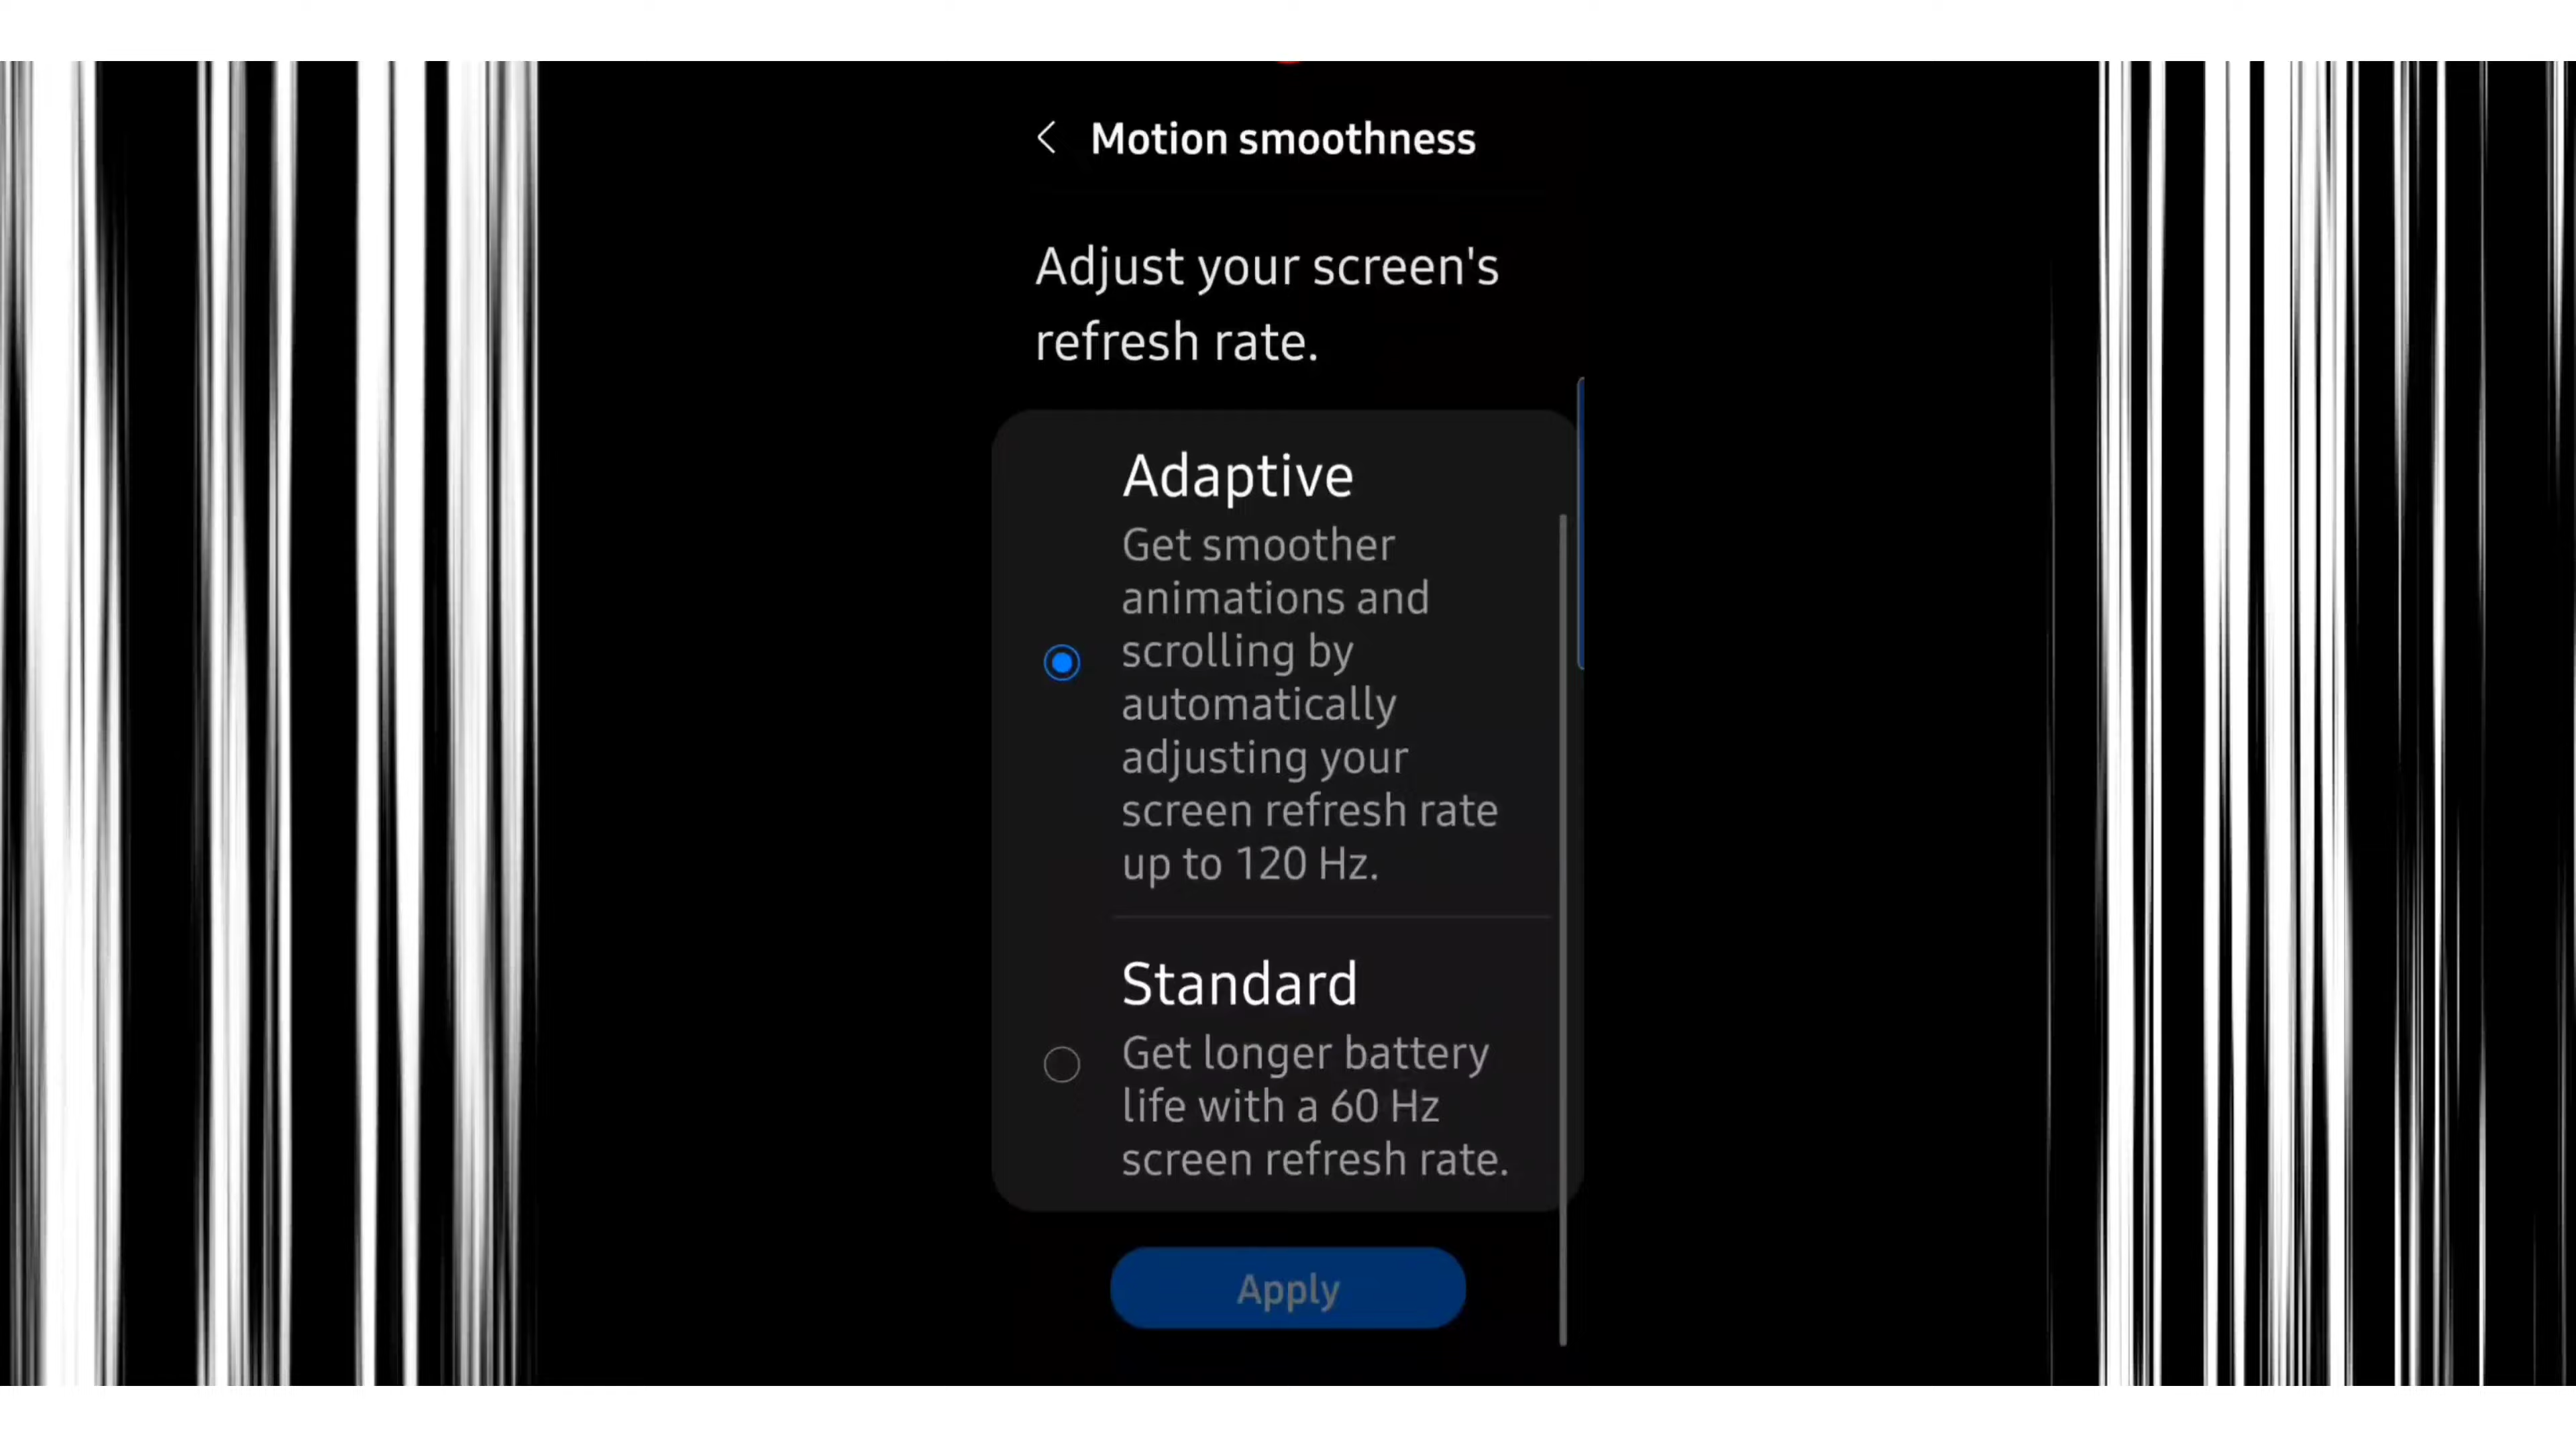 Motion smoothness
Adjust your screen's
refresh rate.
Adaptive
Get smoother
animations and
scrolling by
automatically
adjusting your
screen refresh rate
up to 120 Hz.
Standard
Get longer battery
life with a 60 Hz
screen refresh rate.
Apply